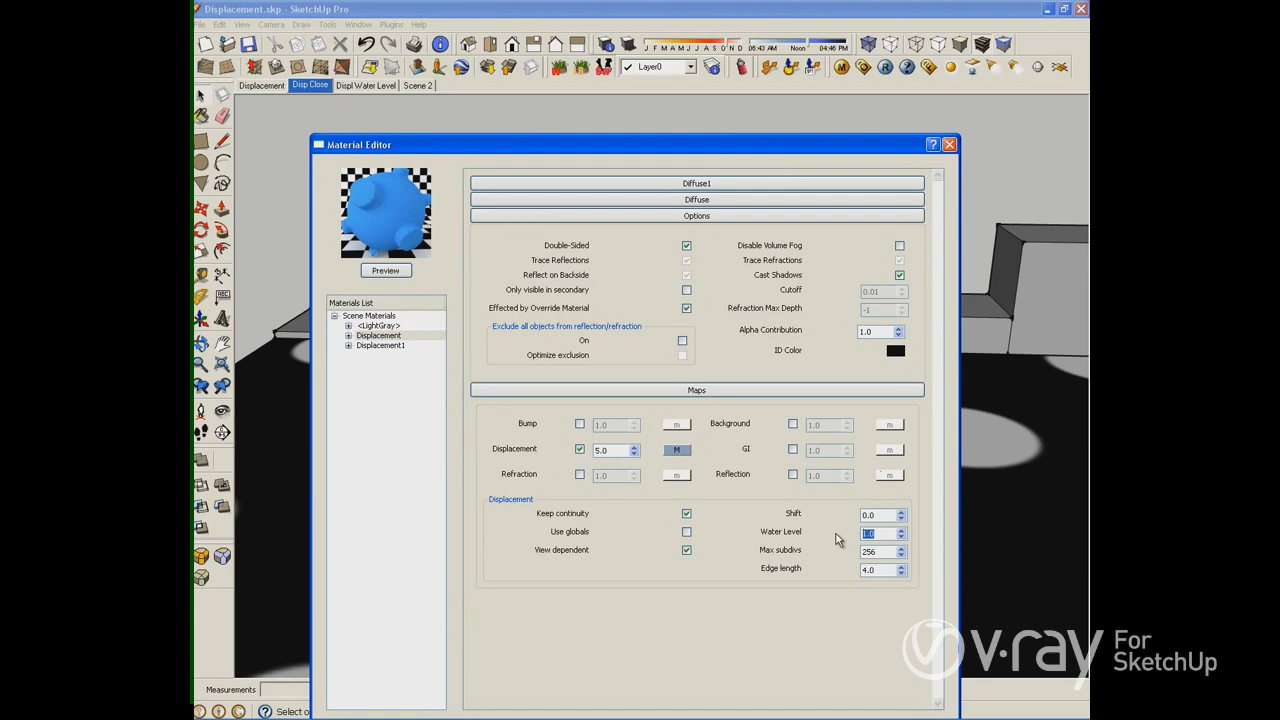 Displacement.skp - SketchUp Pro
File Edit View Camera Draw Tools Window Plugins Help
J F M A M J J A S O N D 06:43 AM Noon 04:46 PM
Layer0
Displacement Disp Close Displ Water Level Scene 2
Material Editor
Diffuse1
Diffuse
Options
Double-Sided Disable Volume Fog
Trace Reflections Trace Refractions
Reflect on Backside Cast Shadows
Only visible in secondary Cutoff 0.01
Effected by Override Material Refraction Max Depth -1
Exclude all objects from reflection/refraction
On
Optimize exclusion
Alpha Contribution 1.0
ID Color
Preview
Materials List
Scene Materials
<LightGray>
Displacement
Displacement1
Maps
Bump 1.0 m Background 1.0 m
Displacement 5.0 M GI 1.0 m
Refraction 1.0 m Reflection 1.0 m
Displacement
Keep continuity Shift 0.0
Use globals Water Level 1.0
View dependent Max subdivs 256
Edge length 4.0
v·ray For SketchUp
Measurements
Select o